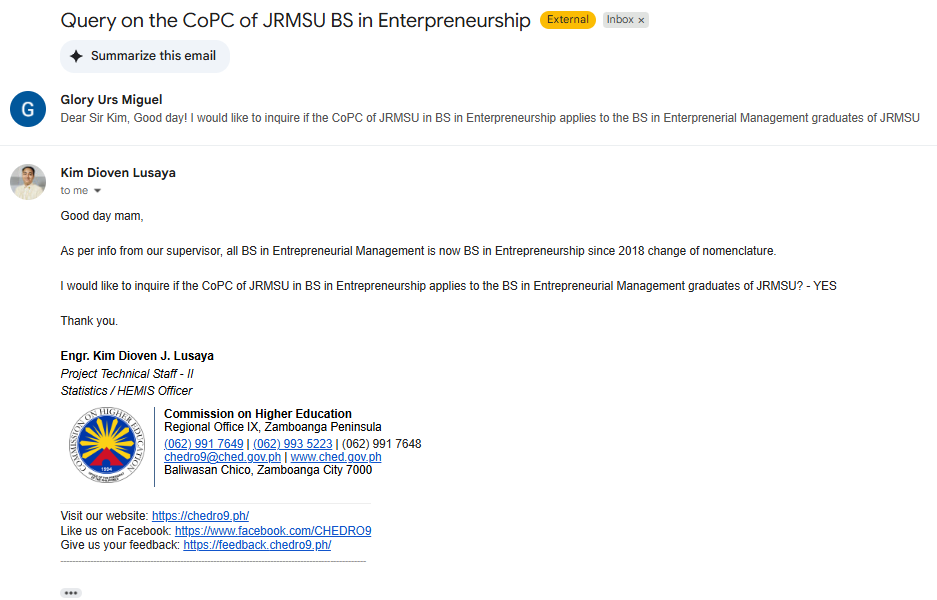 Query on the CoPC of JRMSU BS in Enterpreneurship External Inbox ×
Summarize this email
G
Glory Urs Miguel
Dear Sir Kim, Good day! I would like to inquire if the CoPC of JRMSU in BS in Enterpreneurship applies to the BS in Enterprenerial Management graduates of JRMSU
Kim Dioven Lusaya
to me
Good day mam,
As per info from our supervisor, all BS in Entrepreneurial Management is now BS in Entrepreneurship since 2018 change of nomenclature.
I would like to inquire if the CoPC of JRMSU in BS in Entrepreneurship applies to the BS in Entrepreneurial Management graduates of JRMSU? - YES
Thank you.
Engr. Kim Dioven J. Lusaya
Project Technical Staff - II
Statistics / HEMIS Officer
COMMISSION ON HIGHER EDUCATION
1994
Commission on Higher Education
Regional Office IX, Zamboanga Peninsula
(062) 991 7649 | (062) 993 5223 | (062) 991 7648
chedro9@ched.gov.ph | www.ched.gov.ph
Baliwasan Chico, Zamboanga City 7000
Visit our website: https://chedro9.ph/
Like us on Facebook: https://www.facebook.com/CHEDRO9
Give us your feedback: https://feedback.chedro9.ph/